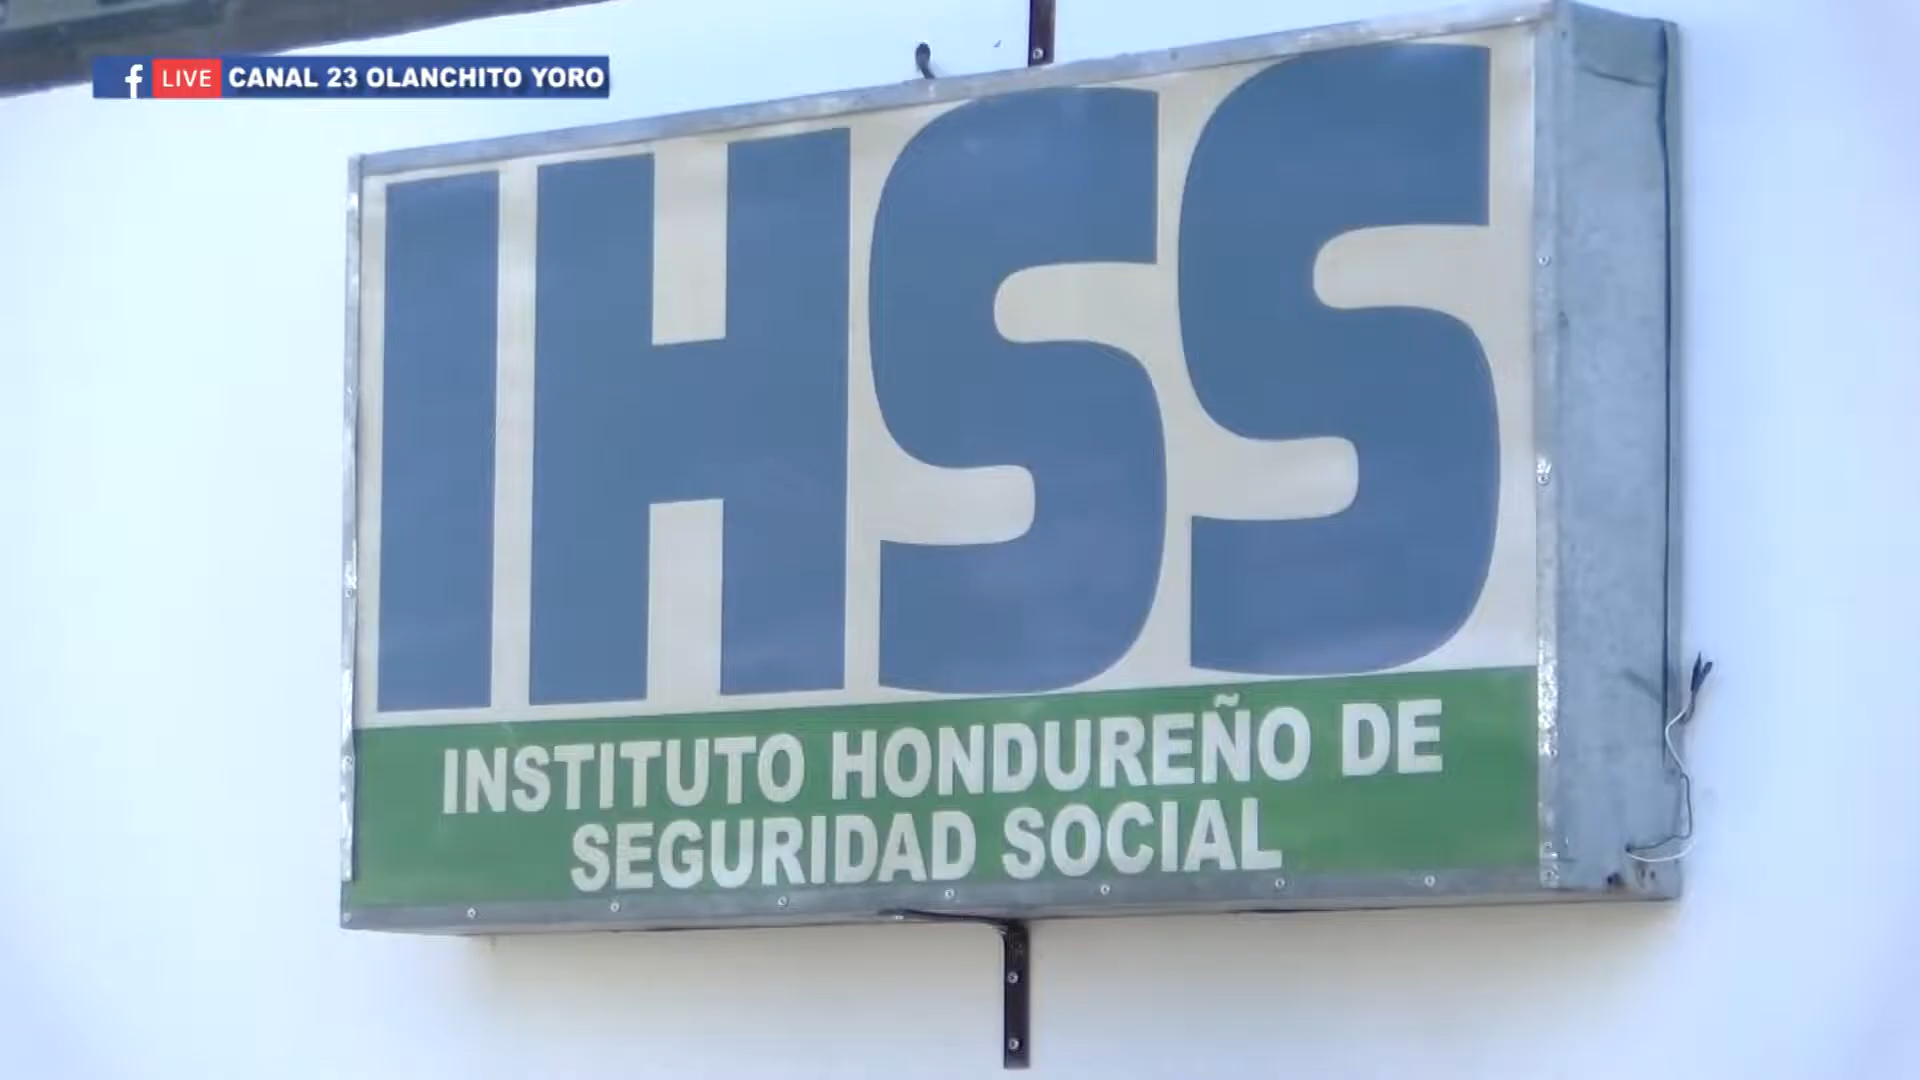 LIVE CANAL 23 OLANCHITO YORO
IHSS
INSTITUTO HONDUREÑO DE
SEGURIDAD SOCIAL